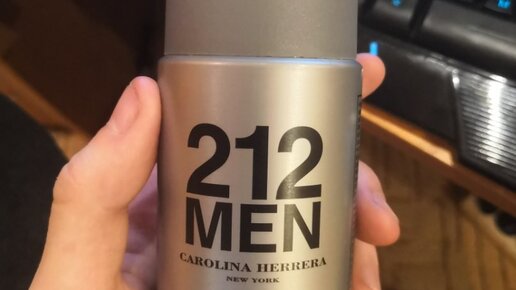 212
MEN
CAROLINA HERRERA
NEW YORK